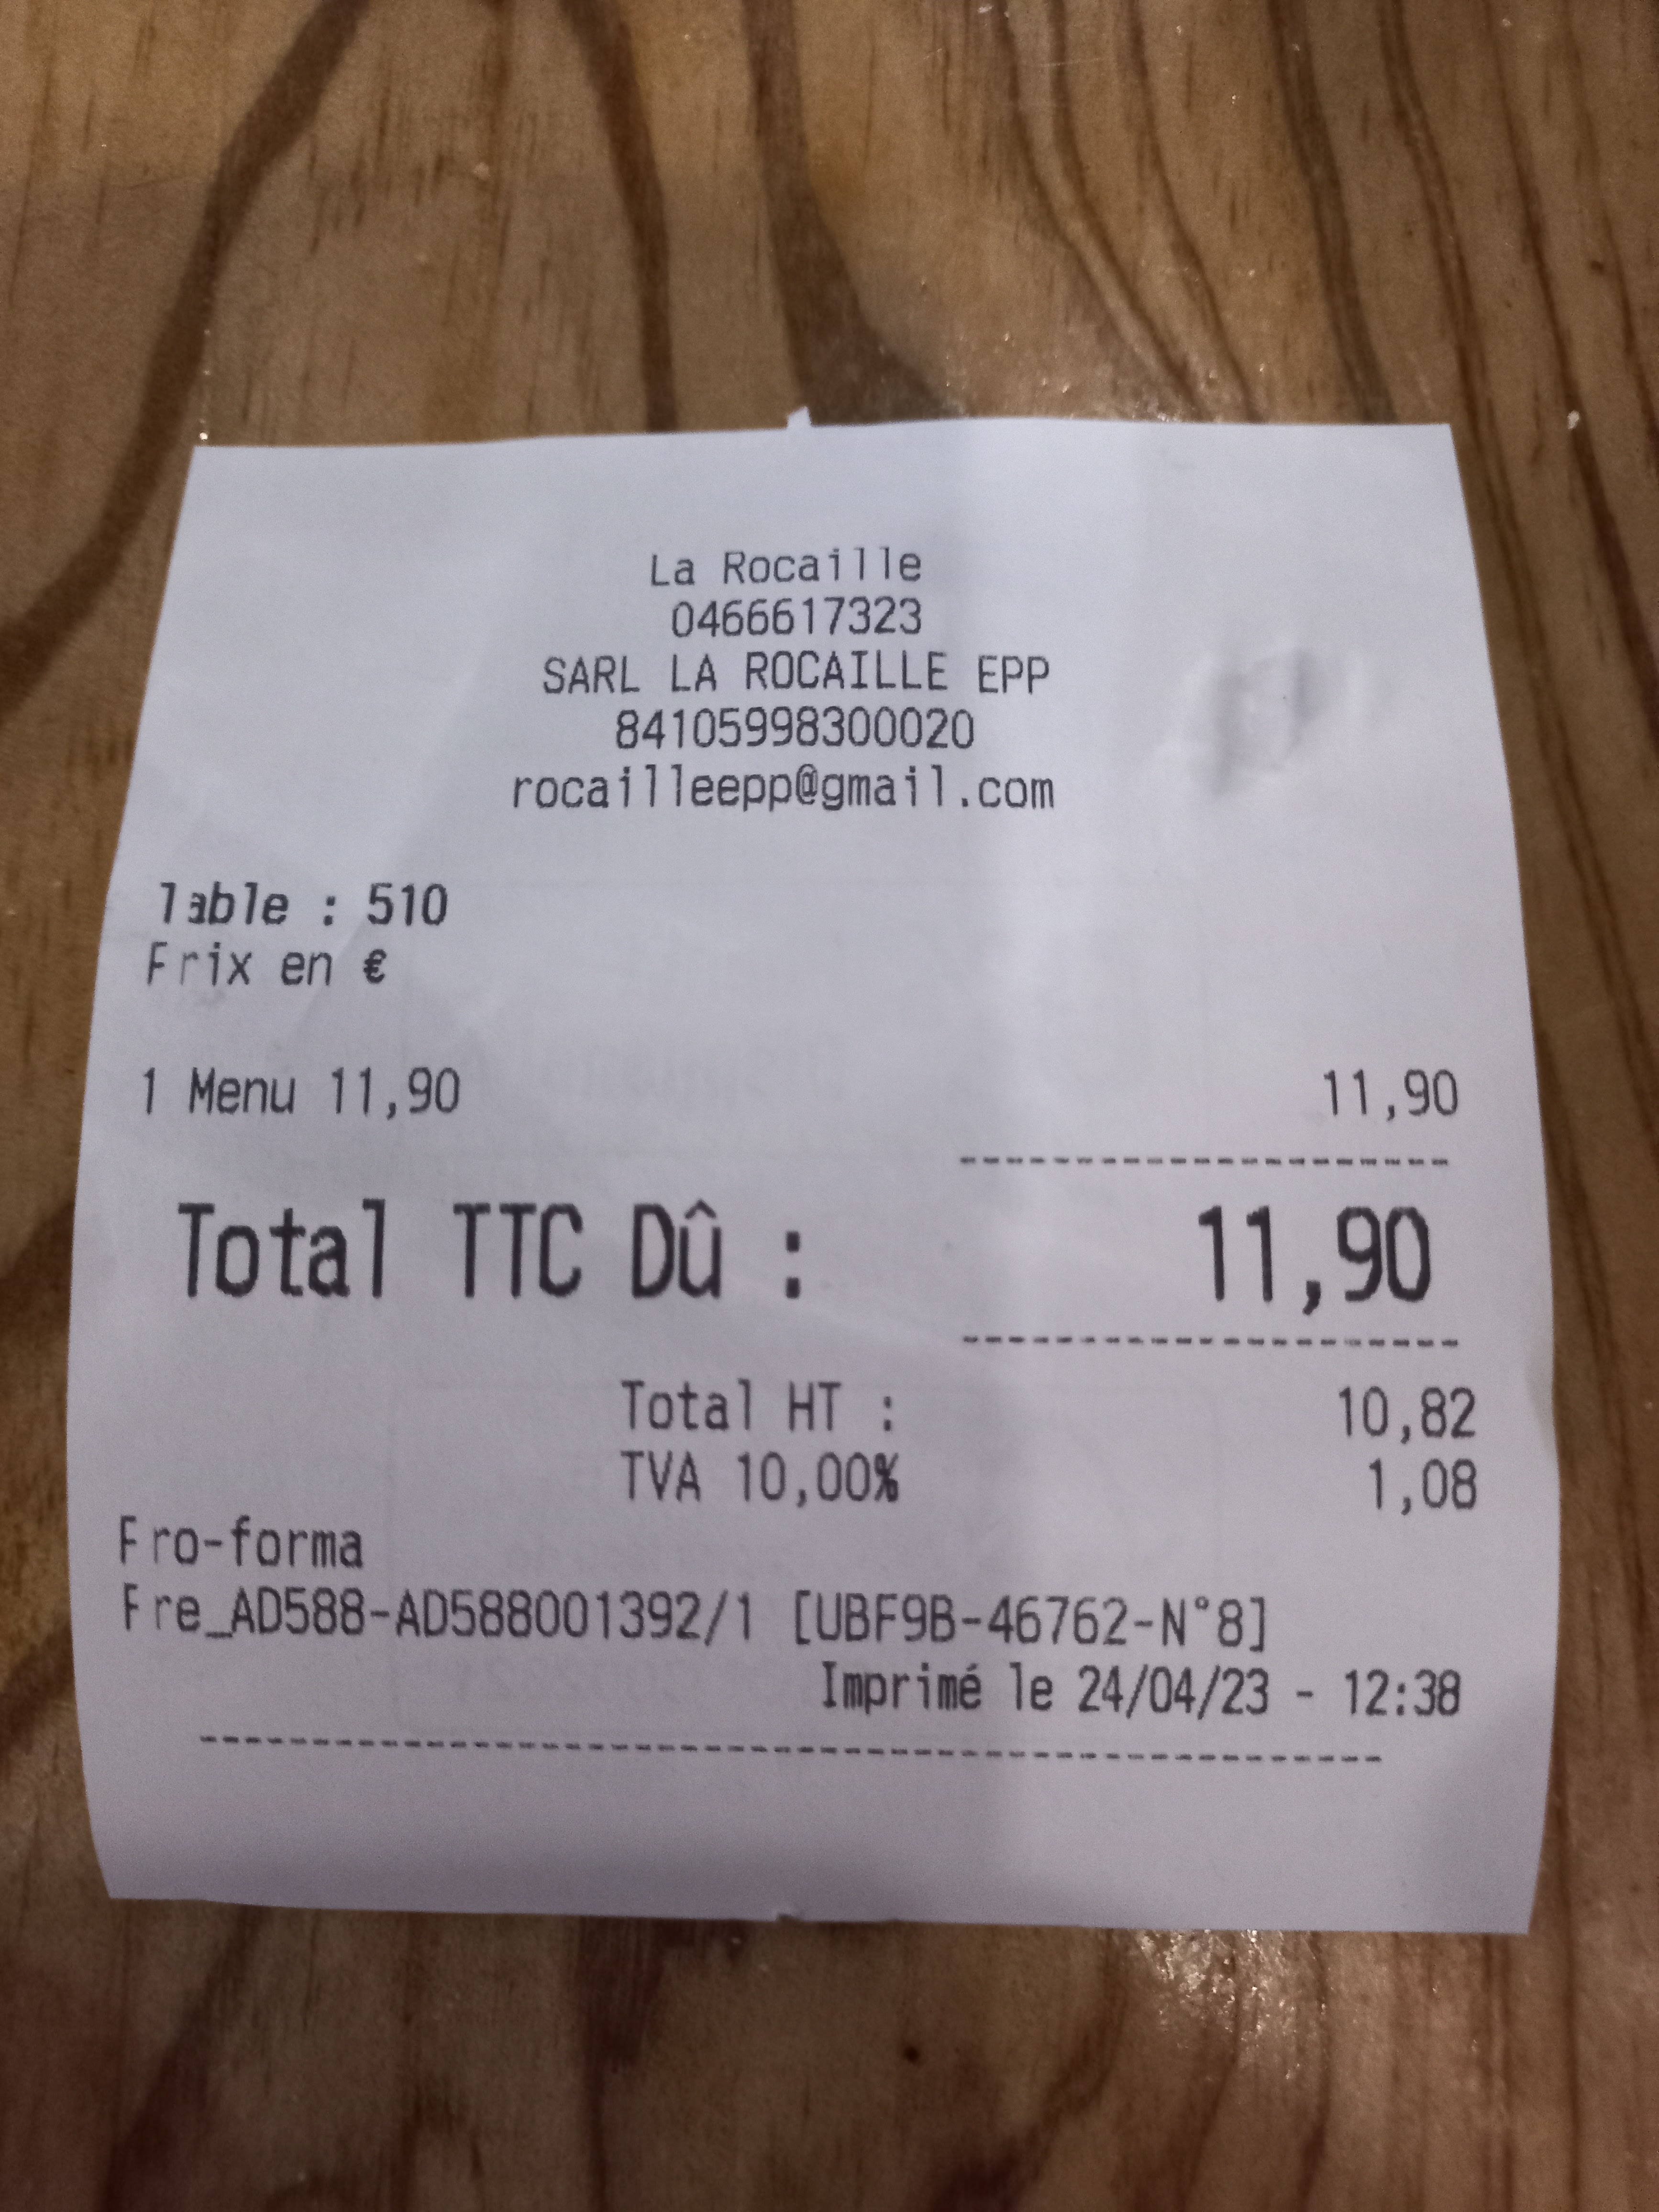 La Rocaille
0466617323
SARL LA ROCAILLE EPP
84105998300020
rocailleepp@gmail.com
Table : 510
Prix en €
1 Menu 11,90 11,90
Total TTC Dû : 11,90
Total HT : 10,82
TVA 10,00% 1,08
Pro-forma
Pre_AD588-AD588001392/1 [UBF9B-46762-N°8]
Imprimé le 24/04/23 - 12:38